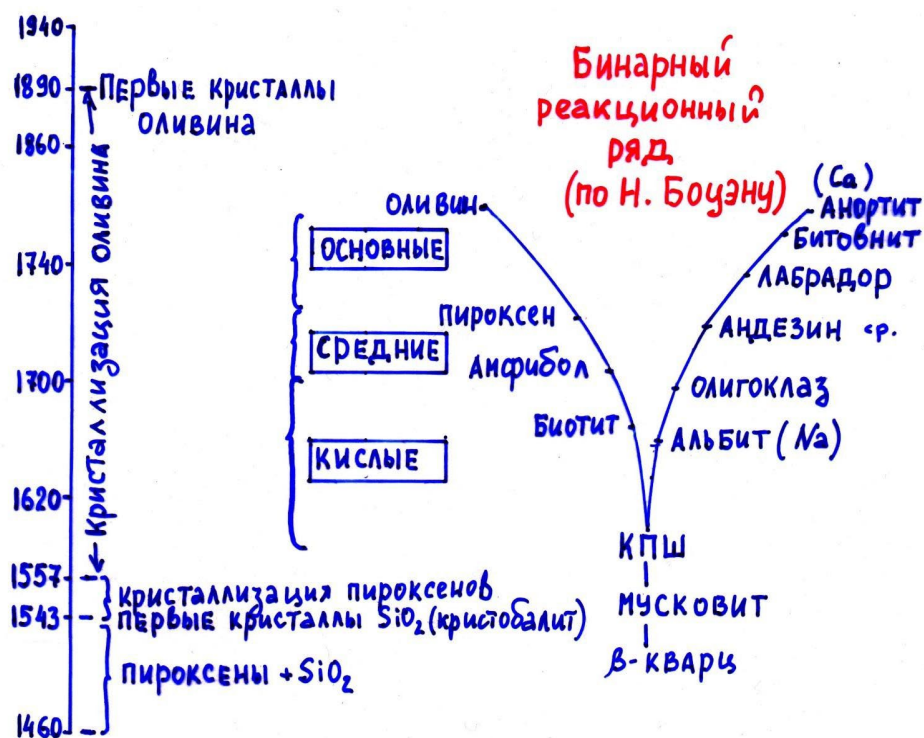 1940
1890
Первые кристаллы
оливина
1860
1740
1700
1620
1557
1543
1460
Кристаллизация оливина
кристаллизация пироксенов
первые кристаллы SiO₂ (кристобалит)
пироксены + SiO₂
Бинарный
реакционный
ряд
(по Н. Боуэну)
ОСНОВНЫЕ
СРЕДНИЕ
КИСЛЫЕ
ОЛИВИН
ПИРОКСЕН
Амфибол
БИОТИТ
(Ca)
АНОРТИТ
БИТОВНИТ
ЛАБРАДОР
АНДЕЗИН ср.
ОЛИГОКЛАЗ
АЛЬБИТ (Na)
КПШ
МУСКОВИТ
β-КВАРЦ